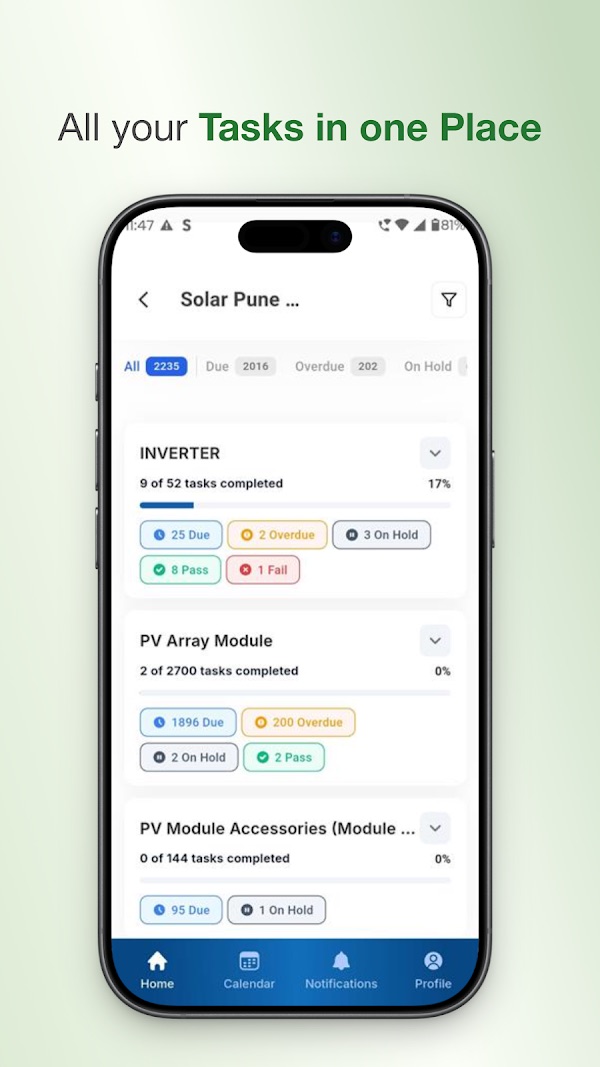 All your Tasks in one Place
11:47 S 81%
Solar Pune ...
All 2235 Due 2016 Overdue 202 On Hold
INVERTER
9 of 52 tasks completed 17%
25 Due 2 Overdue 3 On Hold
8 Pass 1 Fail
PV Array Module
2 of 2700 tasks completed 0%
1896 Due 200 Overdue
2 On Hold 2 Pass
PV Module Accessories (Module ...
0 of 144 tasks completed 0%
95 Due 1 On Hold
Home Calendar Notifications Profile